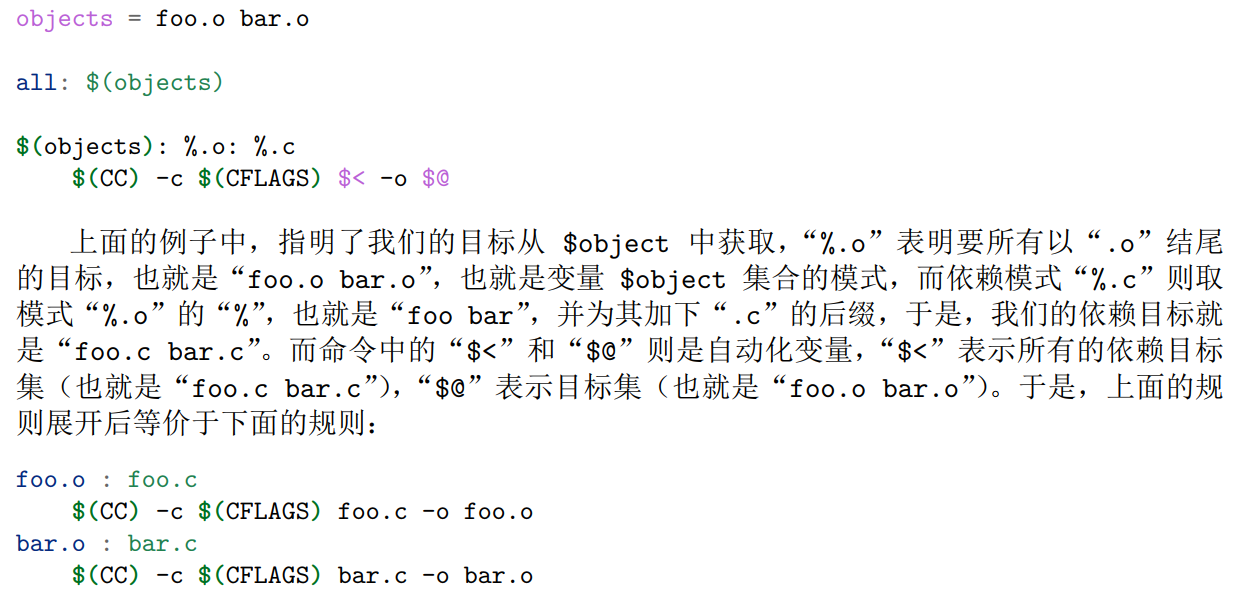 objects = foo.o bar.o
all: $(objects)
$(objects): %.o: %.c
$(CC) -c $(CFLAGS) $< -o $@
上面的例子中，指明了我们的目标从 $object 中获取，“%.o”表明要所有以“.o”结尾
的目标，也就是“foo.o bar.o”，也就是变量 $object 集合的模式，而依赖模式“%.c”则取
模式“%.o”的“%”，也就是“foo bar”，并为其加下“.c”的后缀，于是，我们的依赖目标就
是“foo.c bar.c”。而命令中的“$<”和“$@”则是自动化变量，“$<”表示所有的依赖目标
集（也就是“foo.c bar.c”），“$@”表示目标集（也就是“foo.o bar.o”）。于是，上面的规
则展开后等价于下面的规则：
foo.o : foo.c
$(CC) -c $(CFLAGS) foo.c -o foo.o
bar.o : bar.c
$(CC) -c $(CFLAGS) bar.c -o bar.o